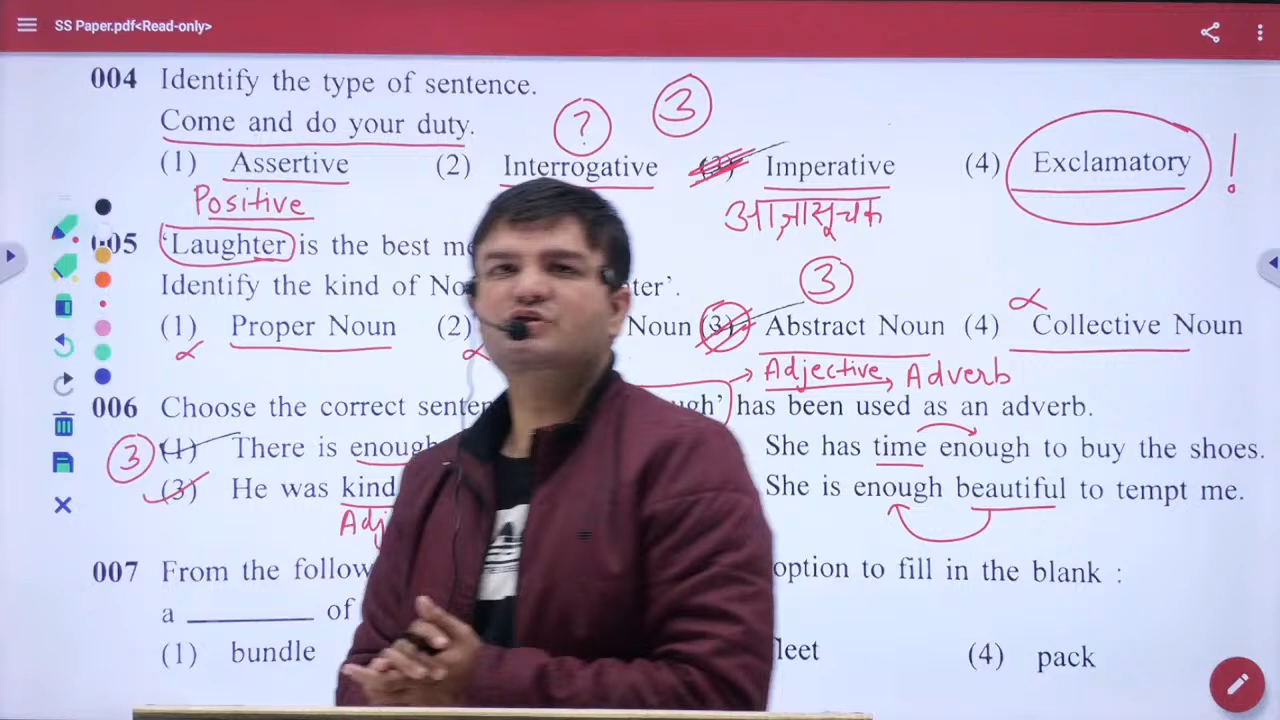 SS Paper.pdf<Read-only>
004 Identify the type of sentence.
3
?
Come and do your duty.
(1) Assertive (2) Interrogative (3) Imperative (4) Exclamatory !
Positive आज्ञासूचक
005 'Laughter is the best
Identify the kind of ter'.
3
(1) Proper Noun (2) Noun (3) Abstract Noun (4) Collective Noun
Adjective, Adverb
006 Choose the correct has been used as an adverb.
3 (1) There is enough She has time enough to buy the shoes.
(3) He was kind She is enough beautiful to tempt me.
Adj
007 From the option to fill in the blank :
a of
(1) bundle (4) pack